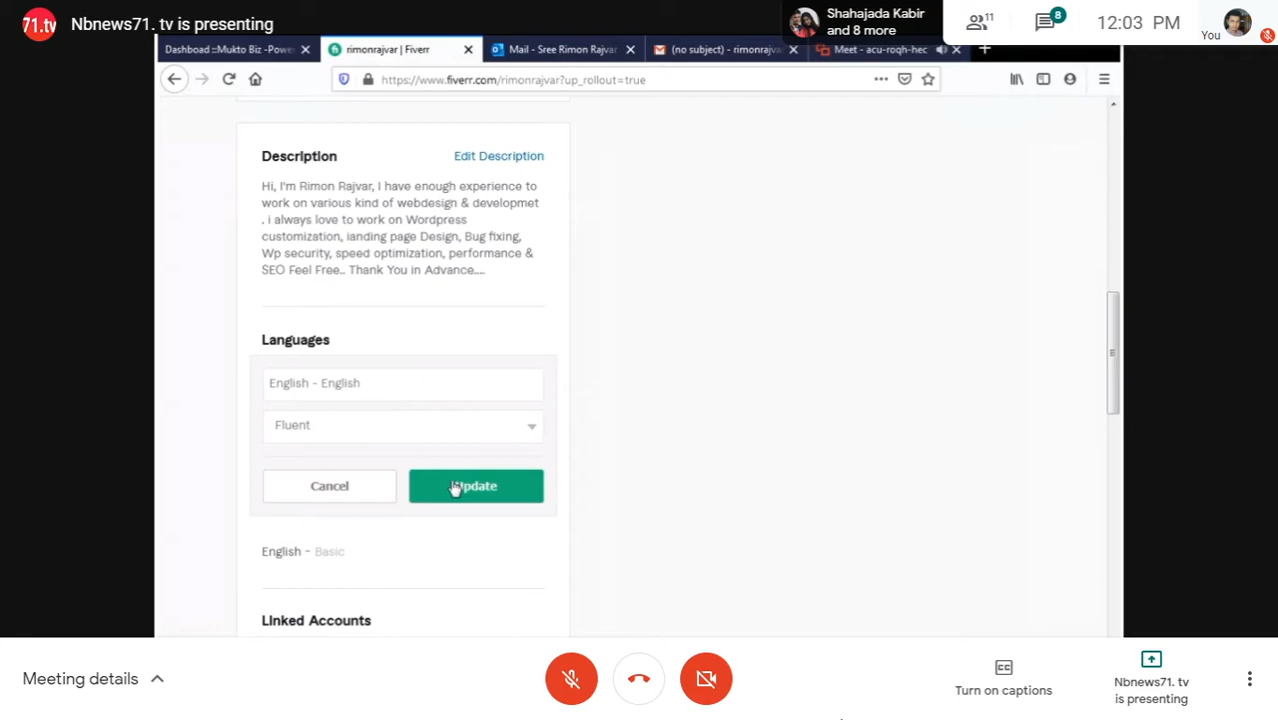 71.tv
Nbnews71. tv is presenting
Shahajada Kabir
and 8 more
11
8
12:03 PM
You
Dashboad ::Mukto Biz -Power
rimonrajvar | Fiverr
Mail - Sree Rimon Rajvar
(no subject) - rimonrajva
Meet - acu-roqh-hec
https://www.fiverr.com/rimonrajvar?up_rollout=true
Description
Edit Description
Hi, I'm Rimon Rajvar, I have enough experience to
work on various kind of webdesign & developmet
. i always love to work on Wordpress
customization, ianding page Design, Bug fixing,
Wp security, speed optimization, performance &
SEO Feel Free.. Thank You in Advance....
Languages
English - English
Fluent
Cancel
Update
English - Basic
Linked Accounts
Meeting details
CC
Turn on captions
Nbnews71. tv
is presenting